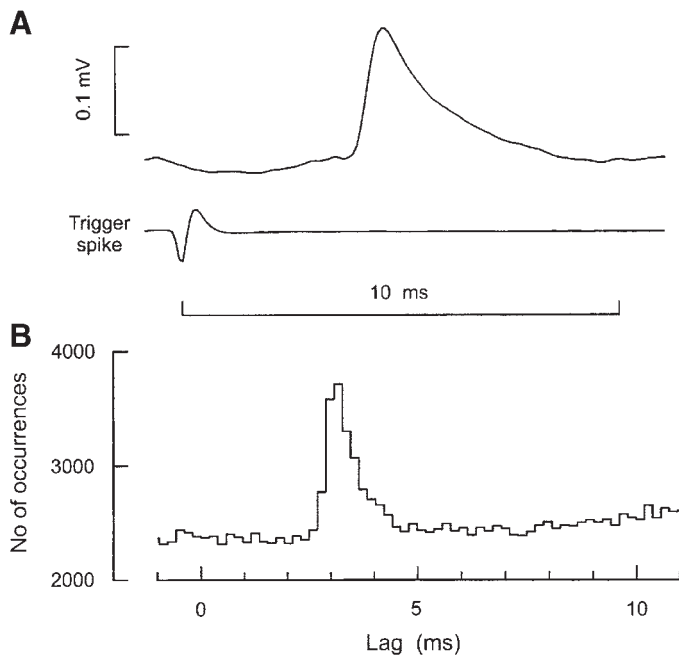 A
0.1 mV
Trigger
spike
10 ms
B
4000
3000
2000
No of occurrences
0
5
10
Lag (ms)